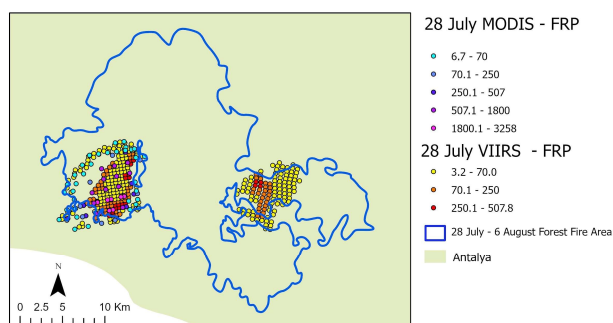 28 July MODIS - FRP
6.7 - 70
70.1 - 250
250.1 - 507
507.1 - 1800
1800.1 - 3258
28 July VIIRS - FRP
3.2 - 70.0
70.1 - 250
250.1 - 507.8
28 July - 6 August Forest Fire Area
Antalya
N
0 2.5 5 10 Km